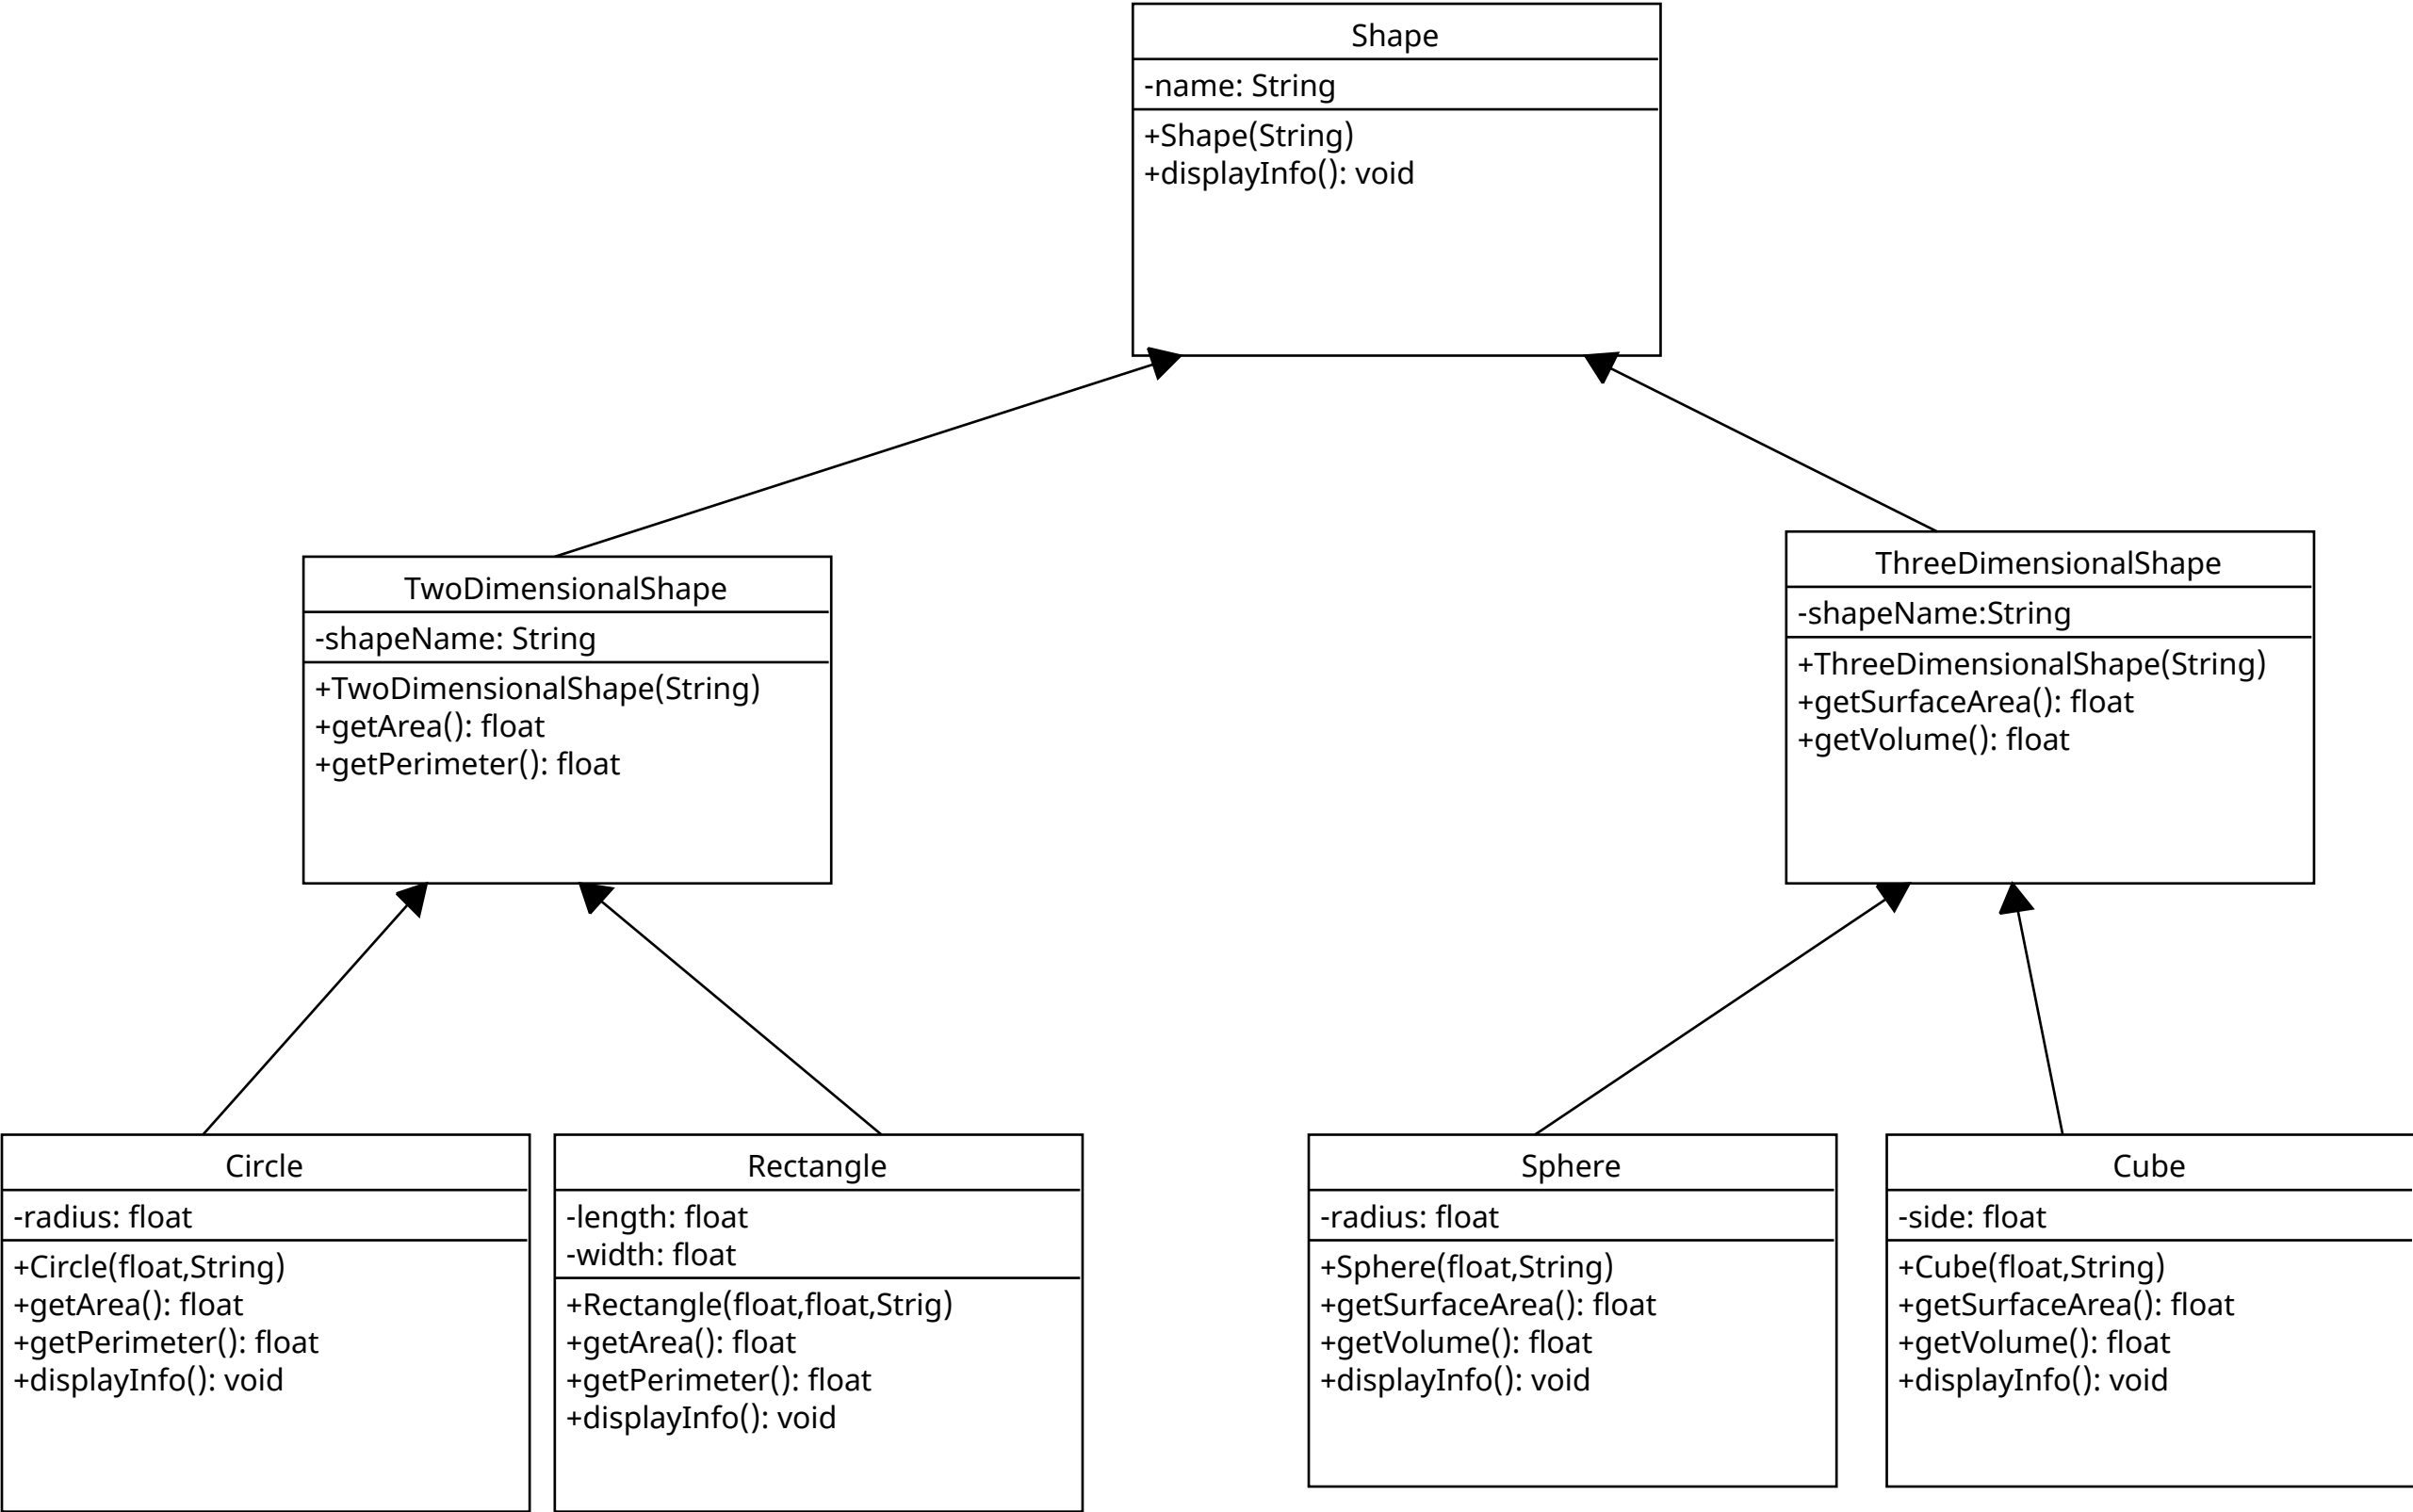 Shape
-name: String
+Shape(String)
+displayInfo(): void
TwoDimensionalShape
-shapeName: String
+TwoDimensionalShape(String)
+getArea(): float
+getPerimeter(): float
ThreeDimensionalShape
-shapeName:String
+ThreeDimensionalShape(String)
+getSurfaceArea(): float
+getVolume(): float
Circle
-radius: float
+Circle(float,String)
+getArea(): float
+getPerimeter(): float
+displayInfo(): void
Rectangle
-length: float
-width: float
+Rectangle(float,float,Strig)
+getArea(): float
+getPerimeter(): float
+displayInfo(): void
Sphere
-radius: float
+Sphere(float,String)
+getSurfaceArea(): float
+getVolume(): float
+displayInfo(): void
Cube
-side: float
+Cube(float,String)
+getSurfaceArea(): float
+getVolume(): float
+displayInfo(): void